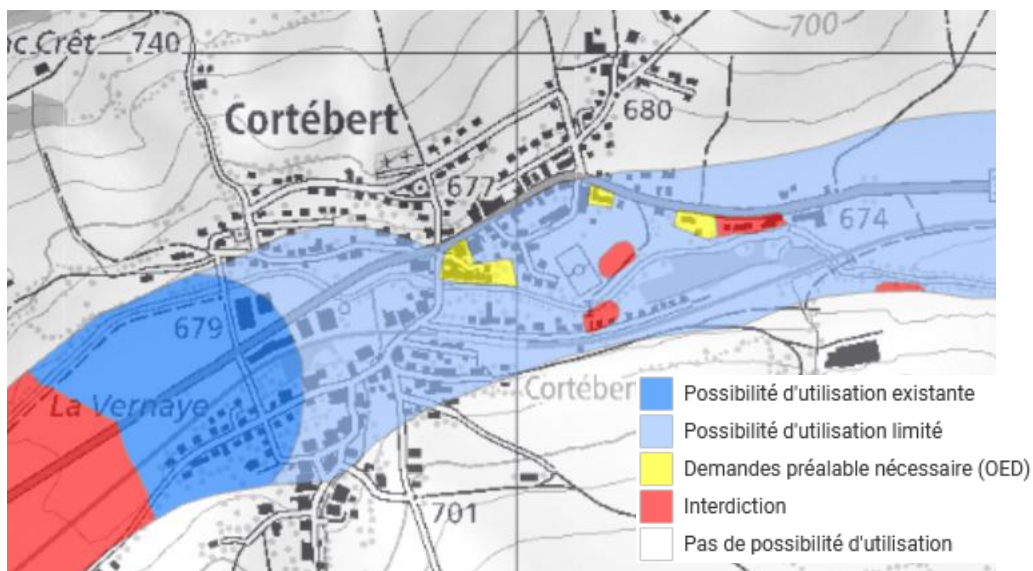 nc Crêt
740
700
Cortébert
680
677
674
679
La Vernaye
Cortéber
701
Possibilité d'utilisation existante
Possibilité d'utilisation limité
Demandes préalable nécessaire (OED)
Interdiction
Pas de possibilité d'utilisation